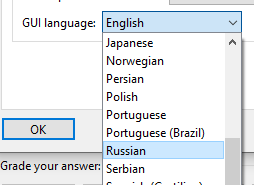 GUI language: English
Japanese
Norwegian
Persian
Polish
Portuguese
Portuguese (Brazil)
OK
Russian
Grade your answer:
Serbian